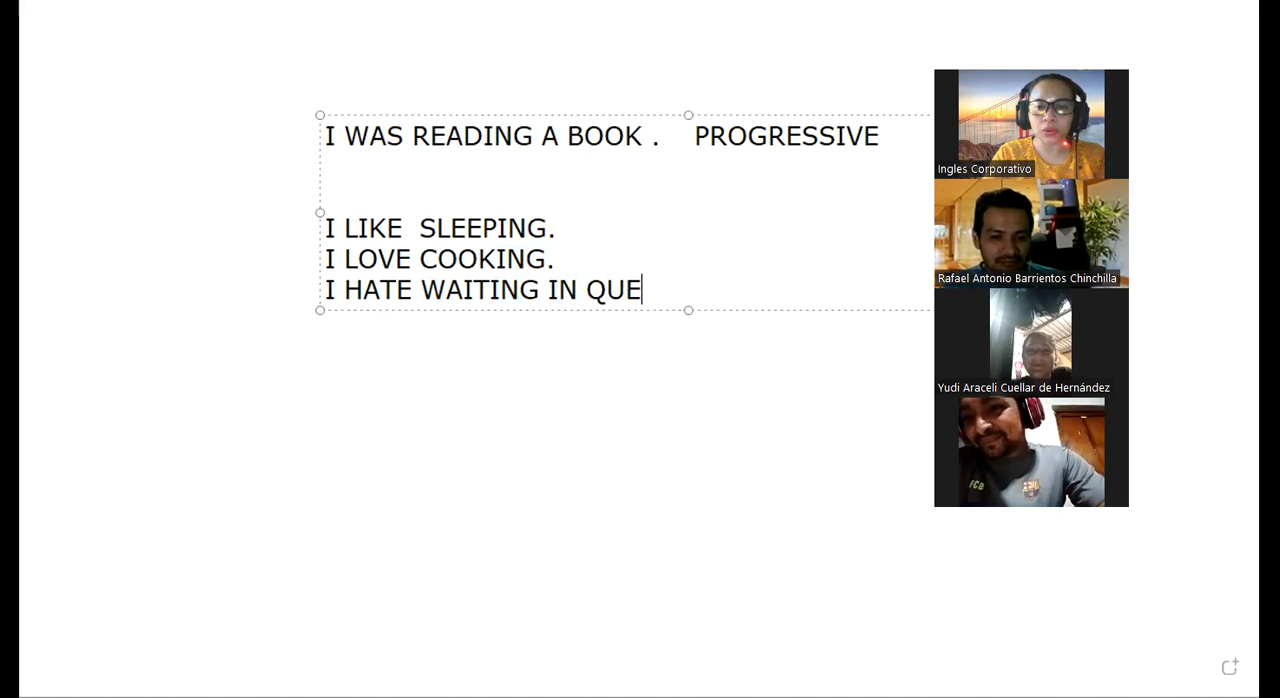 I WAS READING A BOOK . PROGRESSIVE
I LIKE SLEEPING.
I LOVE COOKING.
I HATE WAITING IN QUE
Ingles Corporativo
Rafael Antonio Barrientos Chinchilla
Yudi Araceli Cuellar de Hernández
FCB